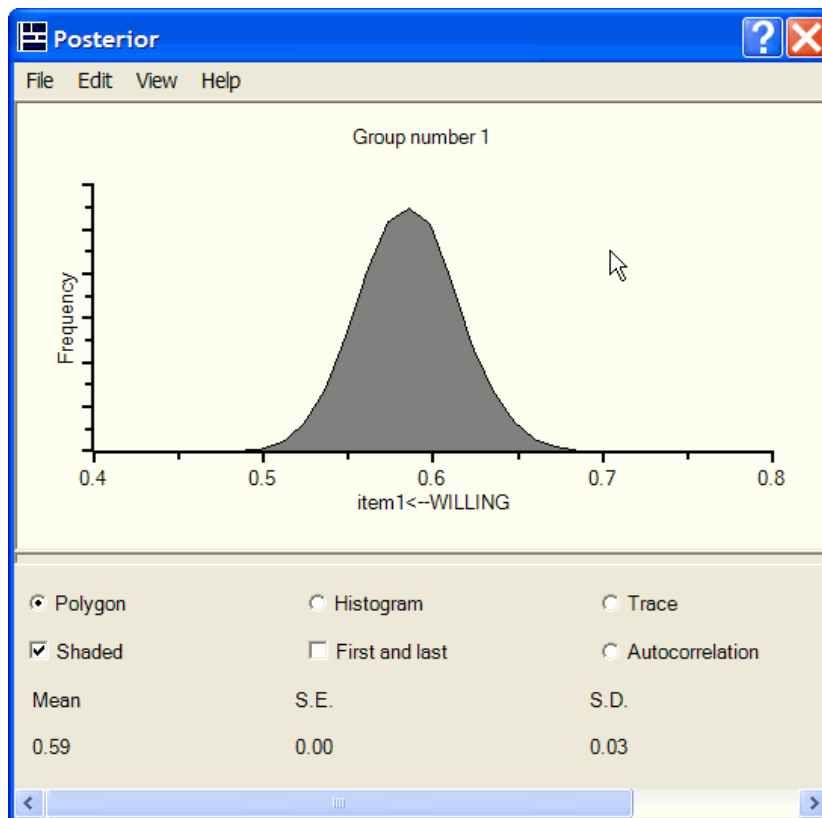 Posterior
File Edit View Help
Group number 1
Frequency
0.4 0.5 0.6 0.7 0.8
item1<--WILLING
Polygon Histogram Trace
Shaded First and last Autocorrelation
Mean S.E. S.D.
0.59 0.00 0.03